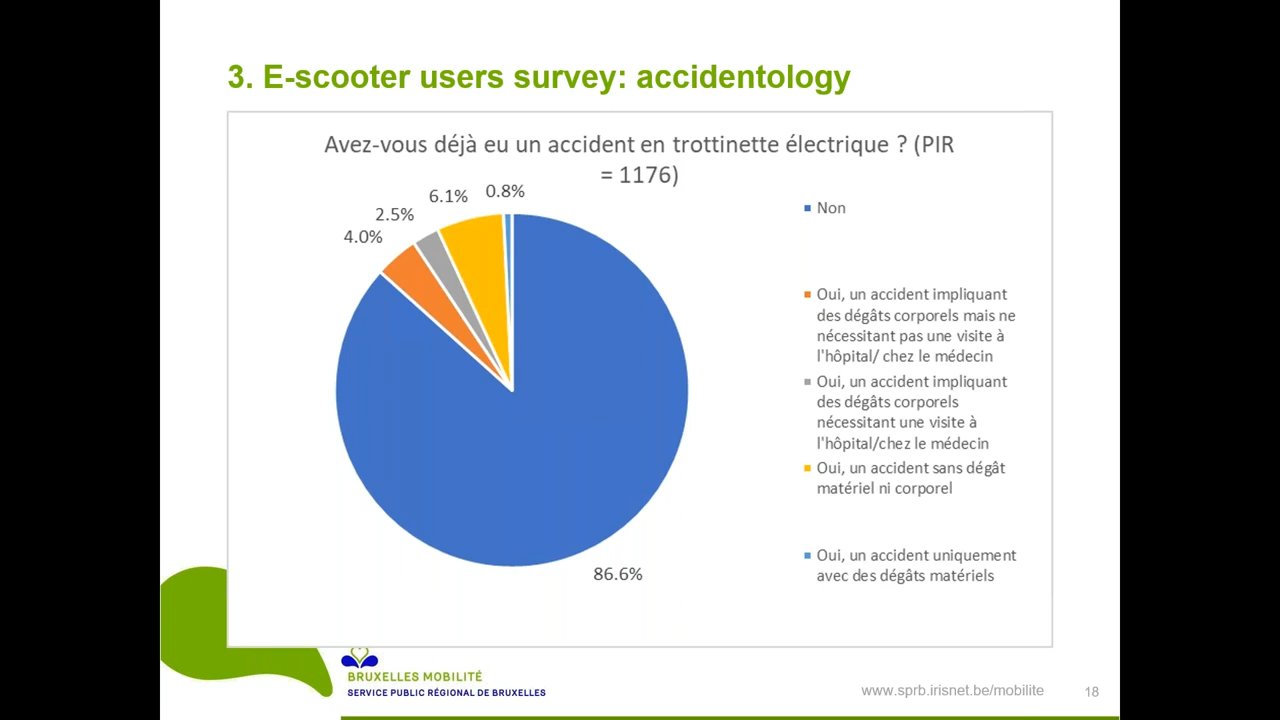 3. E-scooter users survey: accidentology
Avez-vous déjà eu un accident en trottinette électrique ? (PIR
= 1176)
0.8%
6.1%
2.5%
4.0%
86.6%
Non
Oui, un accident impliquant
des dégâts corporels mais ne
nécessitant pas une visite à
l'hôpital/ chez le médecin
Oui, un accident impliquant
des dégâts corporels
nécessitant une visite à
l'hôpital/chez le médecin
Oui, un accident sans dégât
matériel ni corporel
Oui, un accident uniquement
avec des dégâts matériels
BRUXELLES MOBILITÉ
SERVICE PUBLIC RÉGIONAL DE BRUXELLES
www.sprb.irisnet.be/mobilite
18